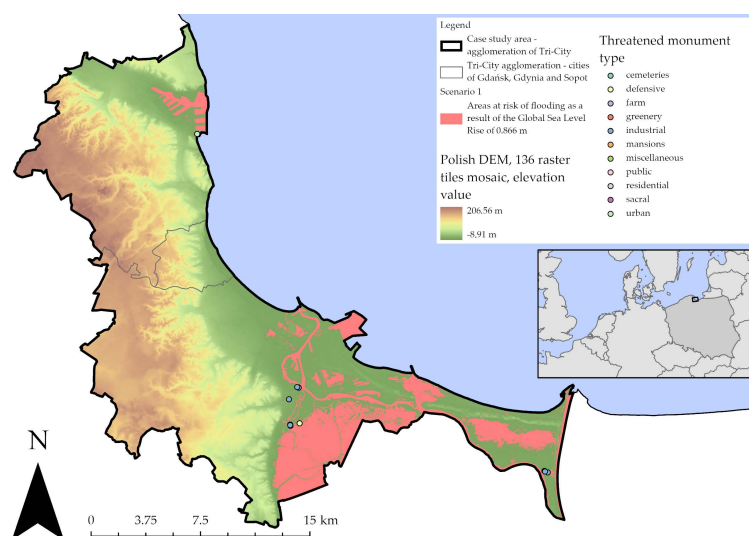 Legend
Case study area -
agglomeration of Tri-City
Tri-City agglomeration - cities
of Gdańsk, Gdynia and Sopot
Scenario 1
Areas at risk of flooding as a
result of the Global Sea Level
Rise of 0.866 m
Polish DEM, 136 raster
tiles mosaic, elevation
value
206.56 m
-8.91 m
Threatened monument
type
cemeteries
defensive
farm
greenery
industrial
mansions
miscellaneous
public
residential
sacral
urban
N
0 3.75 7.5 15 km